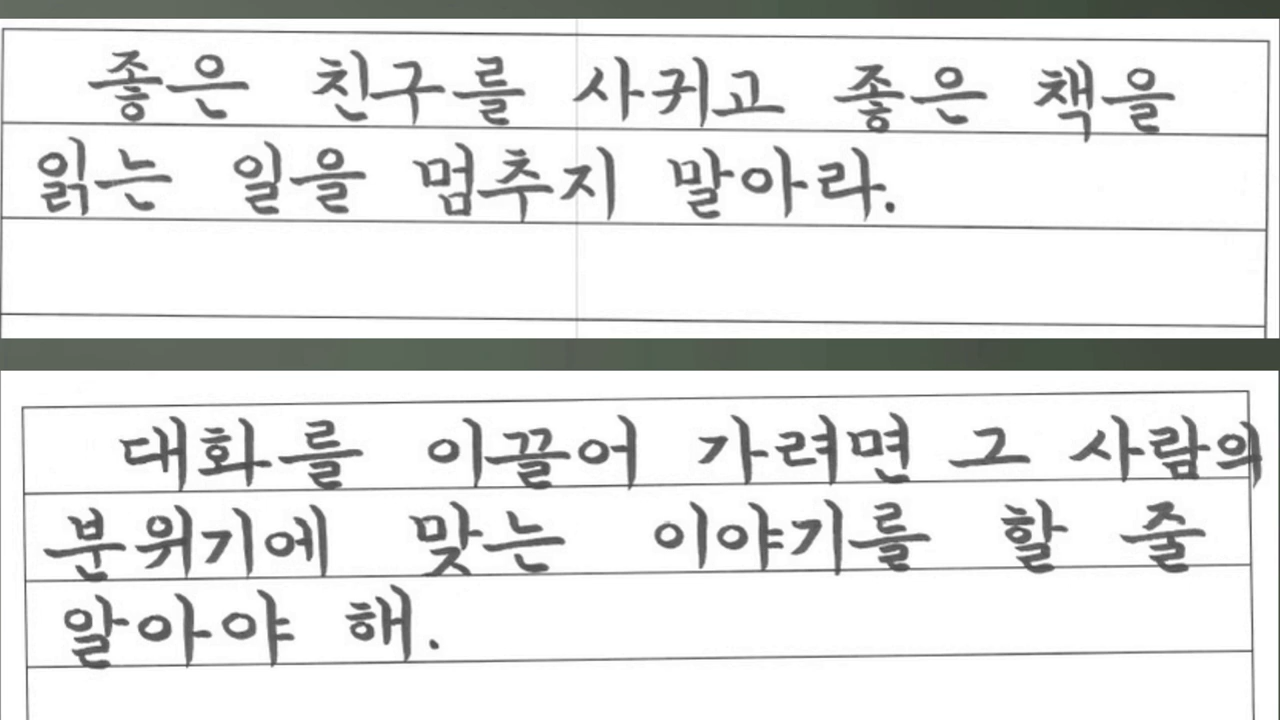 좋은 친구를 사귀고 좋은 책을
읽는 일을 멈추지 말아라.
대화를 이끌어 가려면 그 사람의
분위기에 맞는 이야기를 할 줄
알아야 해.